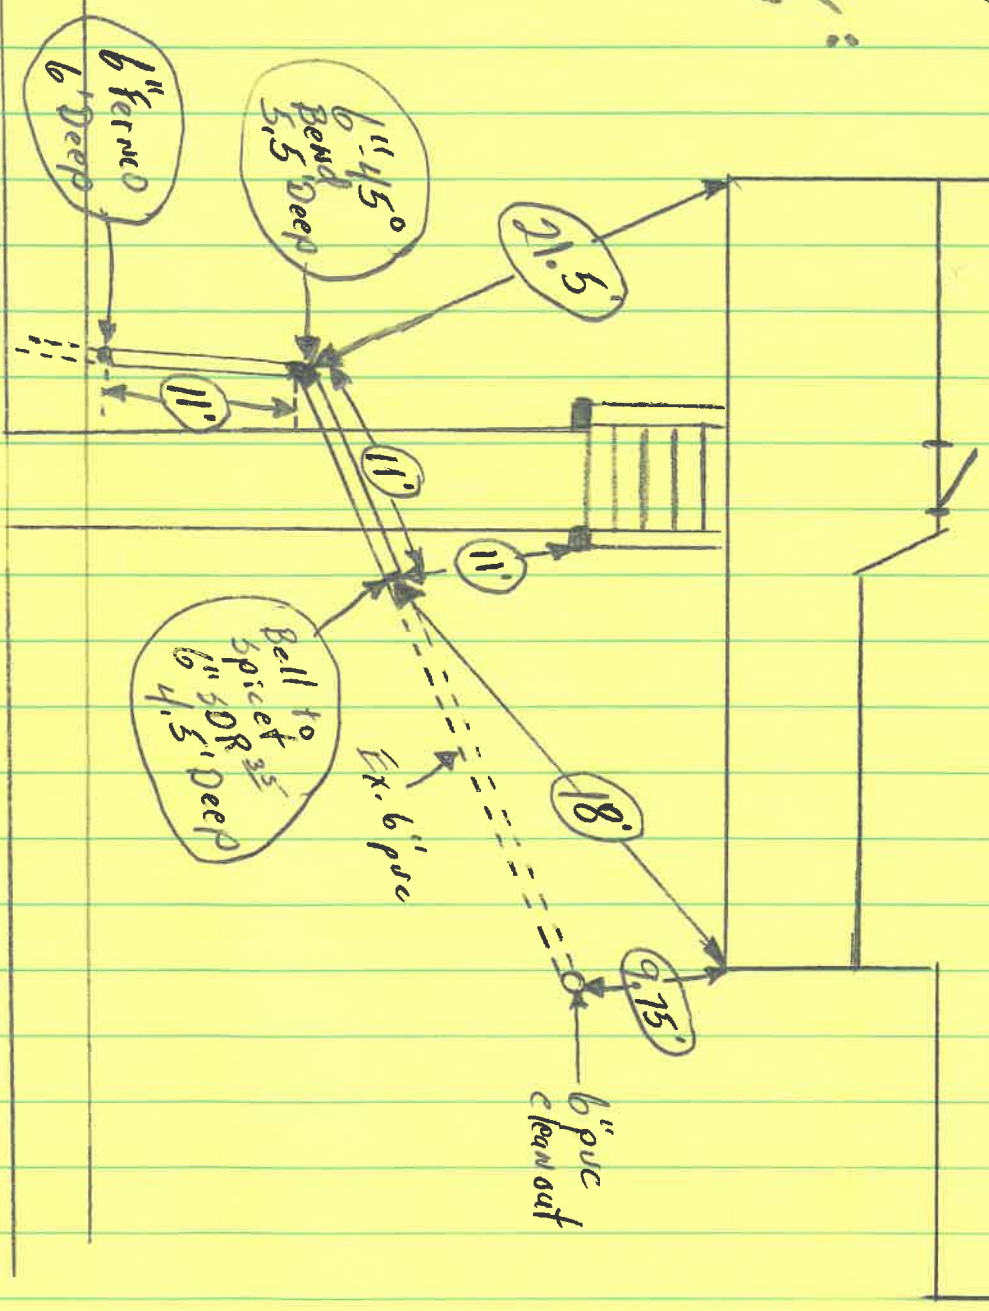 6" Fernco
6' Deep
6"-45°
Bend
5.5' Deep
21.5'
11'
11'
11'
Bell to
Spicet
6" SDR 35
4.5' Deep
Ex. 6" pvc
18'
9.75'
6" pvc
cleanout